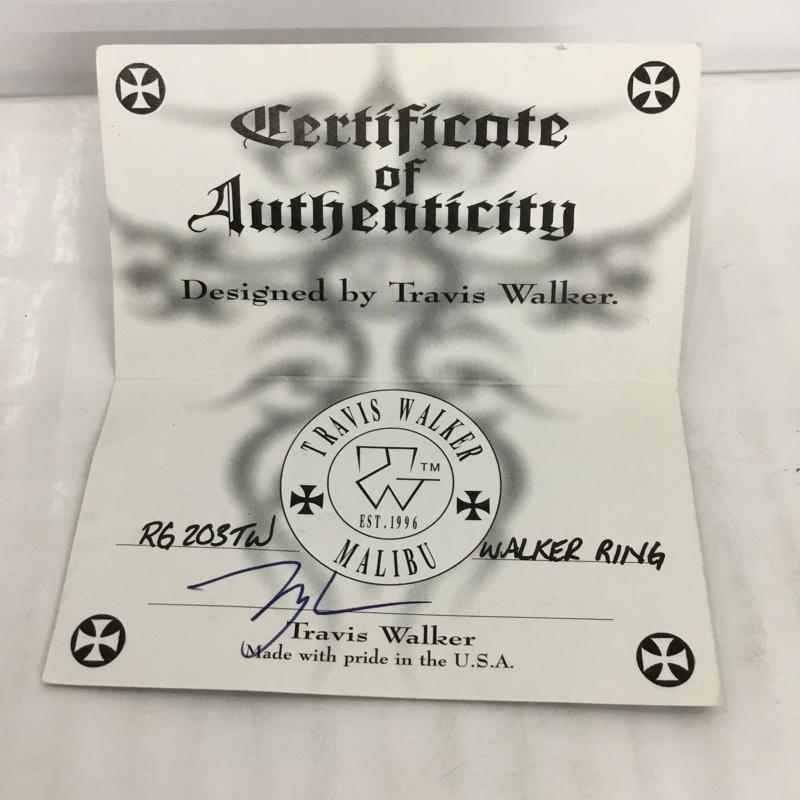 Certificate
of
Authenticity
Designed by Travis Walker.
TRAVIS WALKER
TW TM
EST. 1996
MALIBU
RG 203TW
WALKER RING
Travis Walker
Made with pride in the U.S.A.